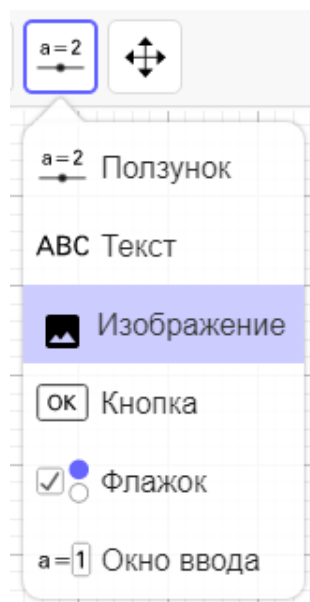 a=2
a=2 Ползунок
ABC Текст
Изображение
OK Кнопка
Флажок
a=1 Окно ввода